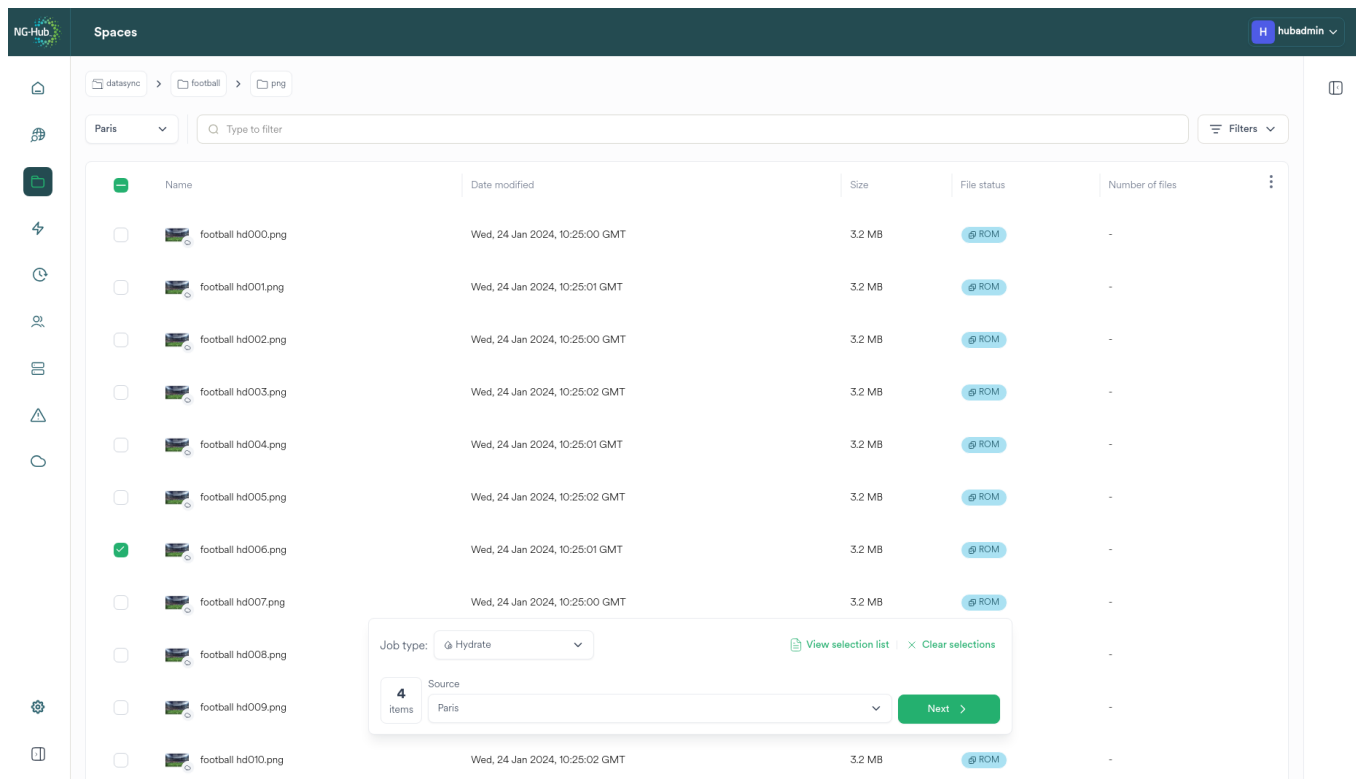 NG-Hub
Spaces
H hubadmin
datasync > football > png
Paris
Type to filter
Filters
Name Date modified Size File status Number of files
football hd000.png Wed, 24 Jan 2024, 10:25:00 GMT 3.2 MB ROM -
football hd001.png Wed, 24 Jan 2024, 10:25:01 GMT 3.2 MB ROM -
football hd002.png Wed, 24 Jan 2024, 10:25:00 GMT 3.2 MB ROM -
football hd003.png Wed, 24 Jan 2024, 10:25:02 GMT 3.2 MB ROM -
football hd004.png Wed, 24 Jan 2024, 10:25:01 GMT 3.2 MB ROM -
football hd005.png Wed, 24 Jan 2024, 10:25:02 GMT 3.2 MB ROM -
football hd006.png Wed, 24 Jan 2024, 10:25:01 GMT 3.2 MB ROM -
football hd007.png Wed, 24 Jan 2024, 10:25:00 GMT 3.2 MB ROM -
football hd008.png -
football hd009.png -
football hd010.png Wed, 24 Jan 2024, 10:25:02 GMT 3.2 MB ROM -
Job type: Hydrate
View selection list
Clear selections
4 items
Source
Paris
Next